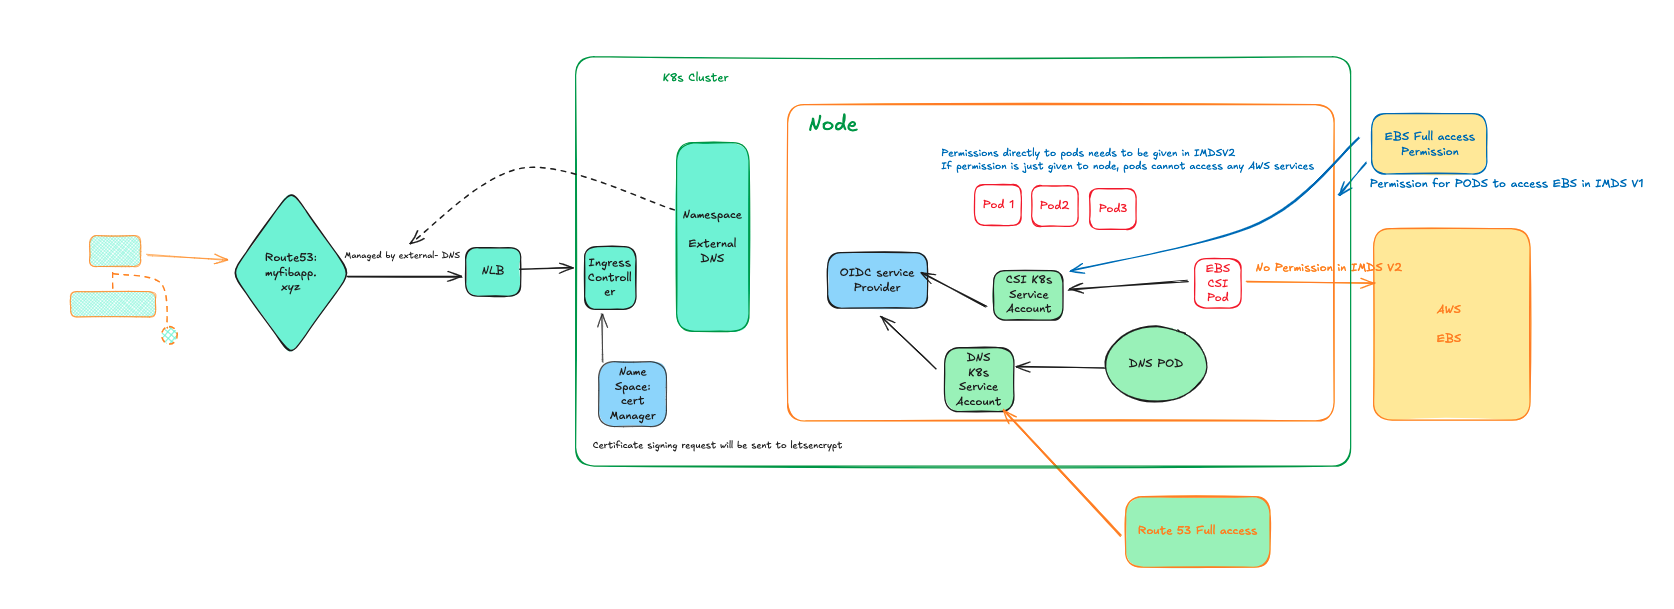 K8s Cluster
Node
Permissions directly to pods needs to be given in IMDSV2
If permission is just given to node, pods cannot access any AWS services
Pod 1
Pod2
Pod3
EBS Full access
Permission
Permission for PODS to access EBS in IMDS V1
Route53:
myfibapp.
xyz
Managed by external- DNS
NLB
Ingress
Controll
er
Namespace
External
DNS
OIDC service
Provider
CSI K8s
Service
Account
EBS
CSI
Pod
No Permission in IMDS V2
AWS
EBS
DNS
K8s
Service
Account
DNS POD
Name
Space:
cert
Manager
Certificate signing request will be sent to letsencrypt
Route 53 Full access